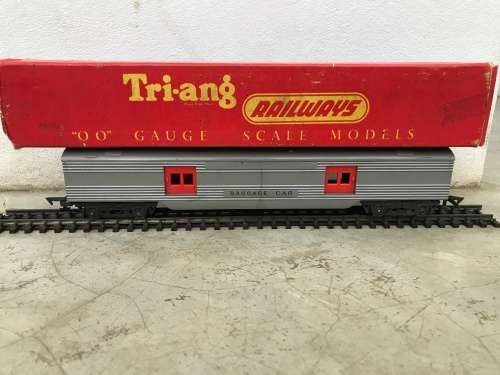 Tri-ang
RAILWAYS
"OO" GAUGE SCALE MODELS
BAGGAGE CAR